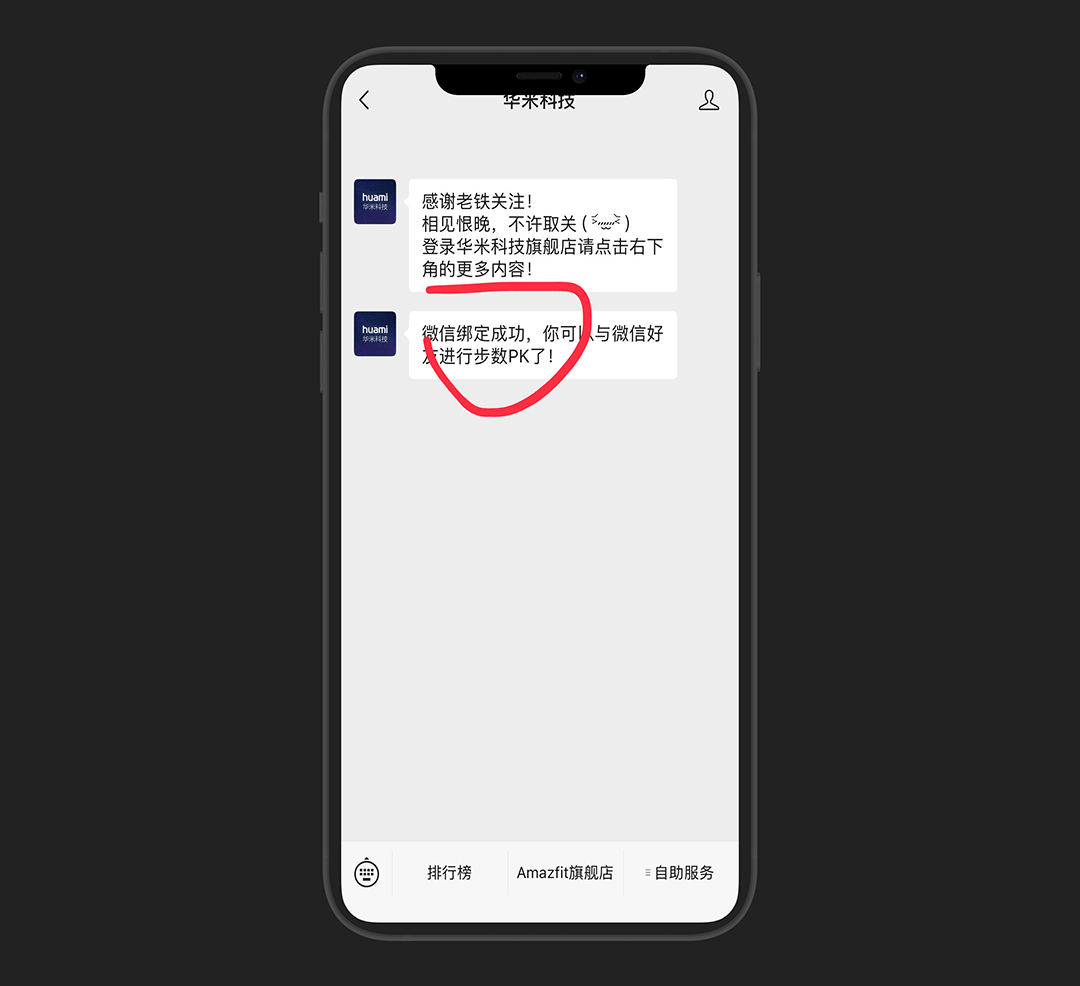 华米科技
huami
华米科技
感谢老铁关注！
相见恨晚，不许取关
登录华米科技旗舰店请点击右下
角的更多内容！
huami
华米科技
微信绑定成功，你可以与微信好
友进行步数PK了！
排行榜
Amazfit旗舰店
自助服务